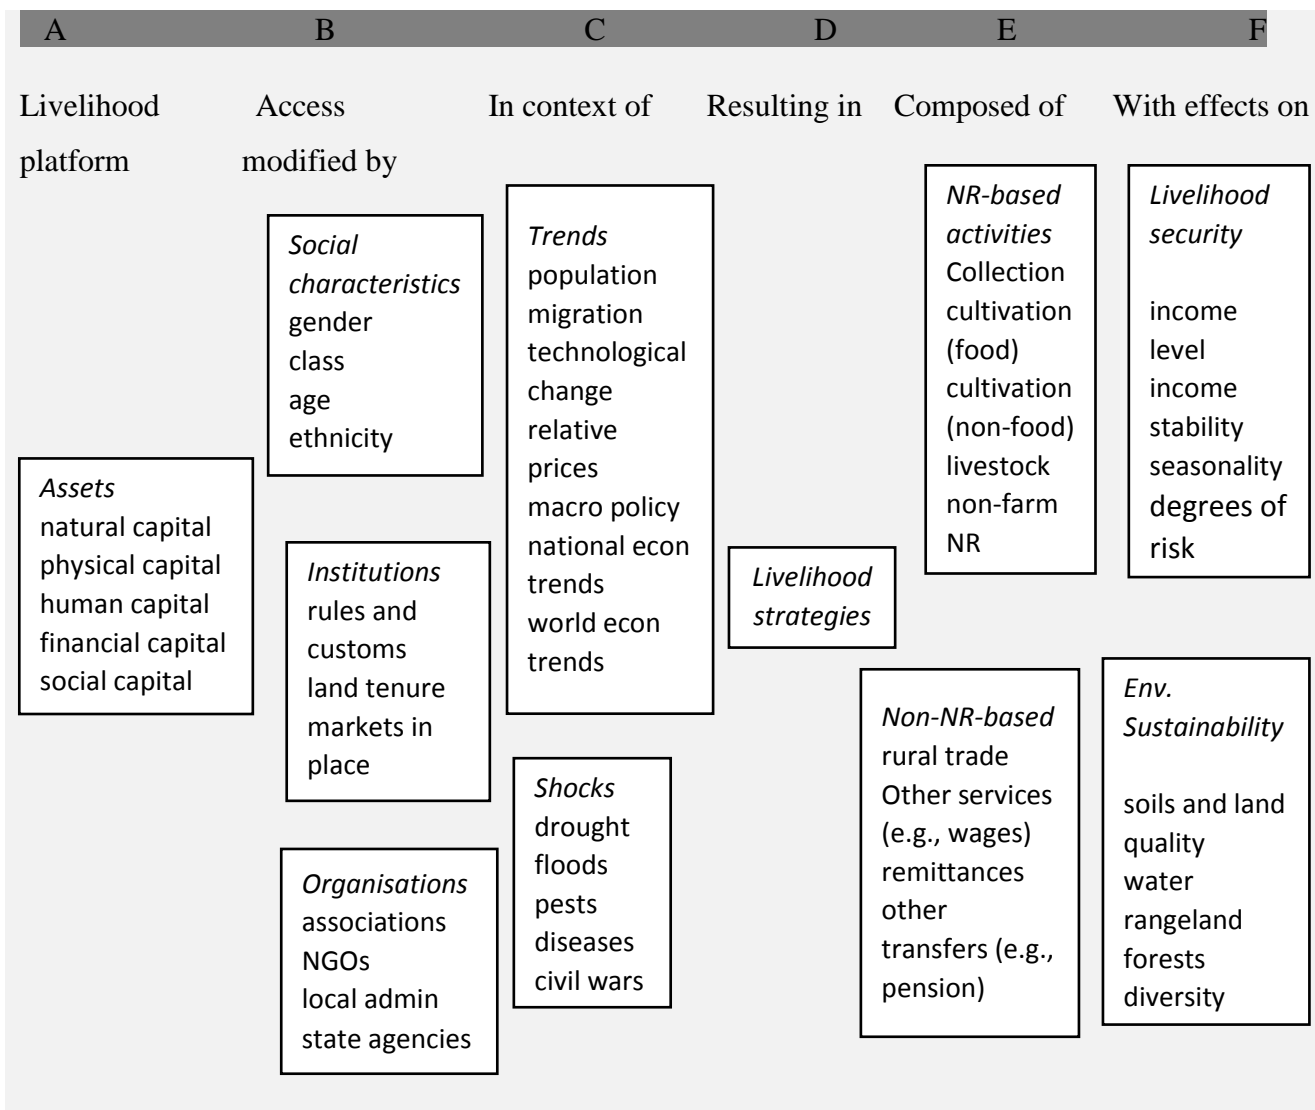 A B C D E F
Livelihood platform
Access modified by
In context of
Resulting in
Composed of
With effects on
Assets
natural capital
physical capital
human capital
financial capital
social capital
Social
characteristics
gender
class
age
ethnicity
Institutions
rules and
customs
land tenure
markets in
place
Organisations
associations
NGOs
local admin
state agencies
Trends
population
migration
technological
change
relative
prices
macro policy
national econ
trends
world econ
trends
Shocks
drought
floods
pests
diseases
civil wars
Livelihood
strategies
NR-based
activities
Collection
cultivation
(food)
cultivation
(non-food)
livestock
non-farm
NR
Non-NR-based
rural trade
Other services
(e.g., wages)
remittances
other
transfers (e.g.,
pension)
Livelihood
security
income
level
income
stability
seasonality
degrees of
risk
Env.
Sustainability
soils and land
quality
water
rangeland
forests
diversity